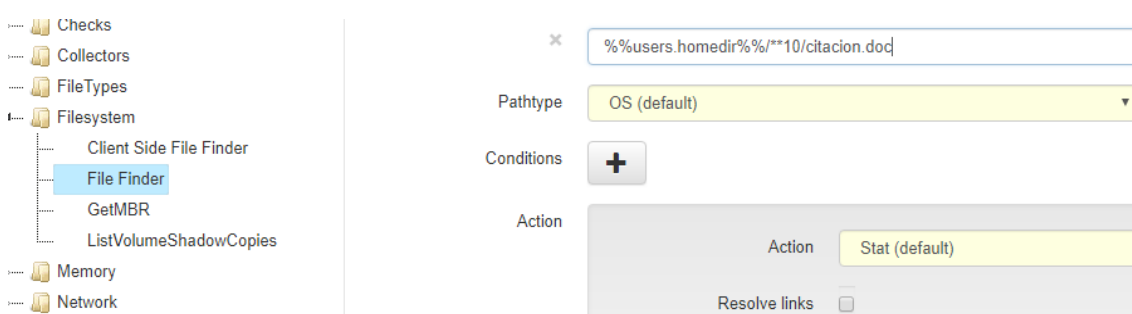 Checks
Collectors
FileTypes
Filesystem
Client Side File Finder
File Finder
GetMBR
ListVolumeShadowCopies
Memory
Network
%%users.homedir%%/**10/citacion.doc
Pathtype OS (default)
Conditions +
Action
Action Stat (default)
Resolve links